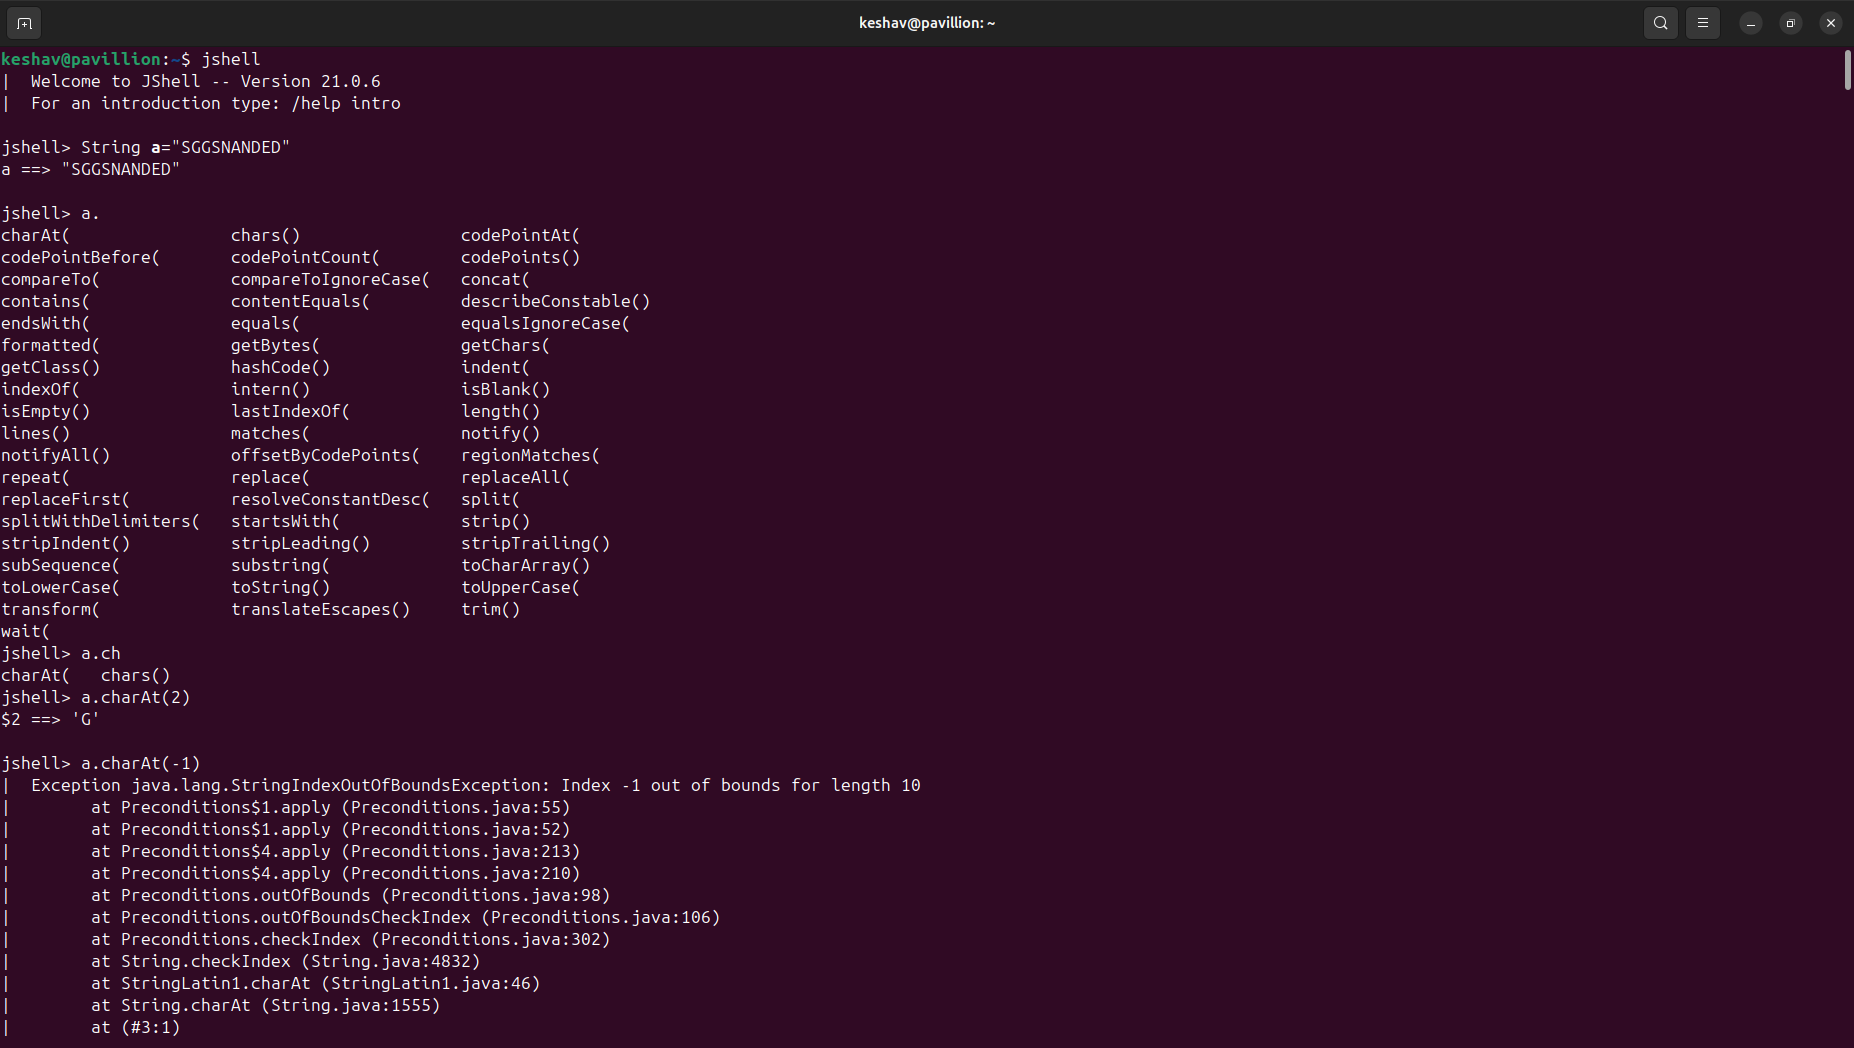 keshav@pavillion: ~
keshav@pavillion:~$ jshell
|  Welcome to JShell -- Version 21.0.6
|  For an introduction type: /help intro
jshell> String a="SGGSNANDED"
a ==> "SGGSNANDED"
jshell> a.
charAt(                chars()                codePointAt(
codePointBefore(       codePointCount(        codePoints()
compareTo(             compareToIgnoreCase(   concat(
contains(              contentEquals(         describeConstable()
endsWith(              equals(                equalsIgnoreCase(
formatted(             getBytes(              getChars(
getClass()             hashCode()             indent(
indexOf(               intern()               isBlank()
isEmpty()              lastIndexOf(           length()
lines()                matches(               notify()
notifyAll()            offsetByCodePoints(    regionMatches(
repeat(                replace(               replaceAll(
replaceFirst(          resolveConstantDesc(   split(
splitWithDelimiters(   startsWith(            strip()
stripIndent()          stripLeading()         stripTrailing()
subSequence(           substring(             toCharArray()
toLowerCase(           toString()             toUpperCase(
transform(             translateEscapes()     trim()
wait(
jshell> a.ch
charAt(   chars()
jshell> a.charAt(2)
$2 ==> 'G'
jshell> a.charAt(-1)
|  Exception java.lang.StringIndexOutOfBoundsException: Index -1 out of bounds for length 10
|        at Preconditions$1.apply (Preconditions.java:55)
|        at Preconditions$1.apply (Preconditions.java:52)
|        at Preconditions$4.apply (Preconditions.java:213)
|        at Preconditions$4.apply (Preconditions.java:210)
|        at Preconditions.outOfBounds (Preconditions.java:98)
|        at Preconditions.outOfBoundsCheckIndex (Preconditions.java:106)
|        at Preconditions.checkIndex (Preconditions.java:302)
|        at String.checkIndex (String.java:4832)
|        at StringLatin1.charAt (StringLatin1.java:46)
|        at String.charAt (String.java:1555)
|        at (#3:1)